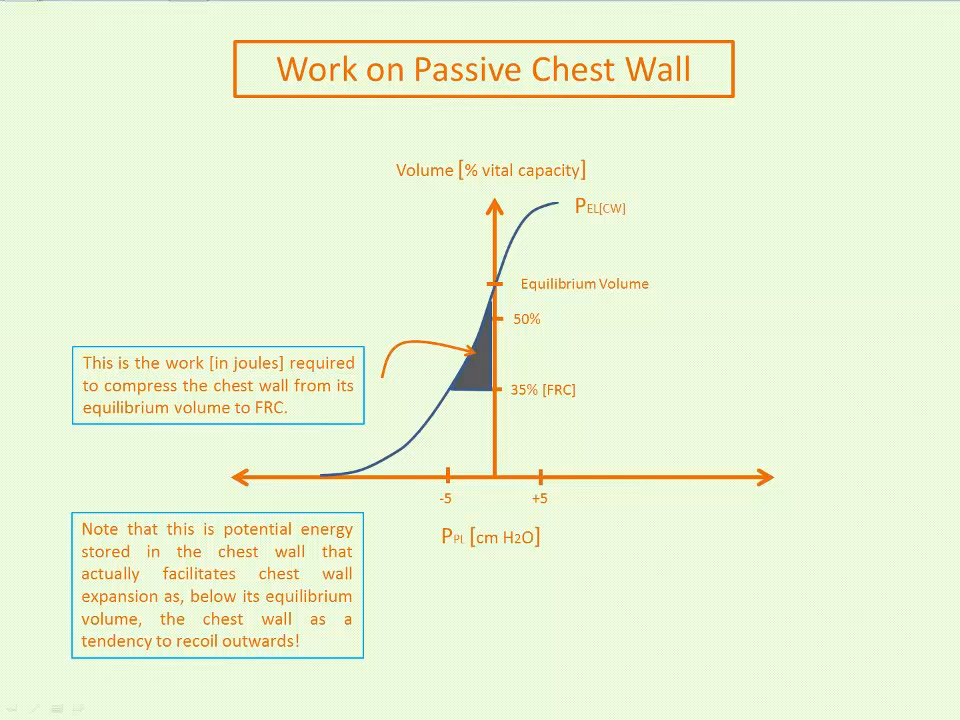 Work on Passive Chest Wall
Volume [% vital capacity]
PEL[CW]
Equilibrium Volume
50%
This is the work [in joules] required
to compress the chest wall from its
equilibrium volume to FRC.
35% [FRC]
-5
+5
PPl [cm H2O]
Note that this is potential energy
stored in the chest wall that
actually facilitates chest wall
expansion as, below its equilibrium
volume, the chest wall as a
tendency to recoil outwards!